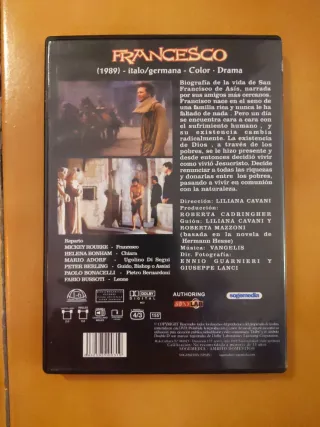 FRANCESCO
(1989) - italo/germana - Color - Drama
Biografía de la vida de San
Francisco de Asís, narrada
por sus amigos más cercanos.
Francisco nace en el seno de
una familia rica y nunca le ha
faltado de nada . Pero un día se
encuentra cara a cara con
el sufrimiento humano , y
su existencia cambia
radicalmente. La existencia
de Dios , a través de los
pobres, se le hizo presente y
desde entonces decidió vivir
como vivió Jesucristo. Decide
renunciar a todas las riquezas
y donarlas entre los pobres,
pasando a vivir en comunión
con la naturaleza.
Dirección: LILIANA CAVANI
Producción:
ROBERTA CADRINGHER
Guión: LILIANA CAVANI Y
ROBERTA MAZZONI
(basada en la novela de
Hermann Hesse)
Música: VANGELIS
Dir. Fotografía:
ENNIO GUARNIERI Y
GIUSEPPE LANCI
Reparto
MICKEY ROURKE - Francesco
HELENA BONHAM - Chiara
MARIO ADORF - Ugolino Di Segni
PETER BERLING - Guido, Bishop o Assisi
PAOLO BONACELLI - Pietro Bernardoni
FABIO BUSSOTI - Leone
DOLBY
DIGITAL
4/3
AUTHORING
sogemedia